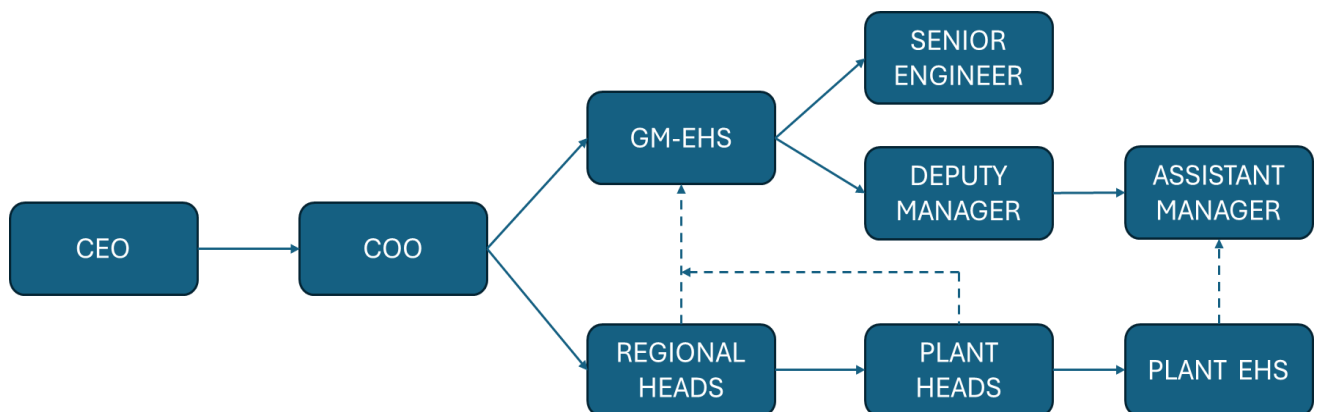 SENIOR
ENGINEER
GM-EHS
DEPUTY
MANAGER
ASSISTANT
MANAGER
CEO
COO
REGIONAL
HEADS
PLANT
HEADS
PLANT EHS